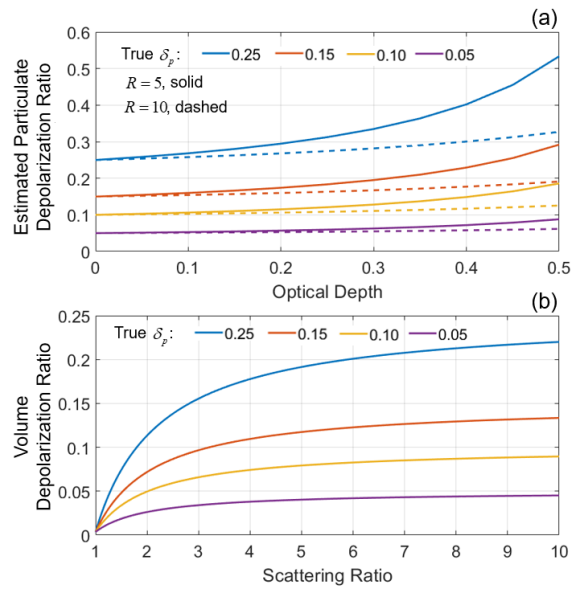 (a)
0.6
0.5
0.4
0.3
0.2
0.1
0
True δp: 0.25 0.15 0.10 0.05
R = 5, solid
R = 10, dashed
Estimated Particulate
Depolarization Ratio
0 0.1 0.2 0.3 0.4 0.5
Optical Depth
(b)
0.25
0.2
0.15
0.1
0.05
0
True δp: 0.25 0.15 0.10 0.05
Volume
Depolarization Ratio
1 2 3 4 5 6 7 8 9 10
Scattering Ratio